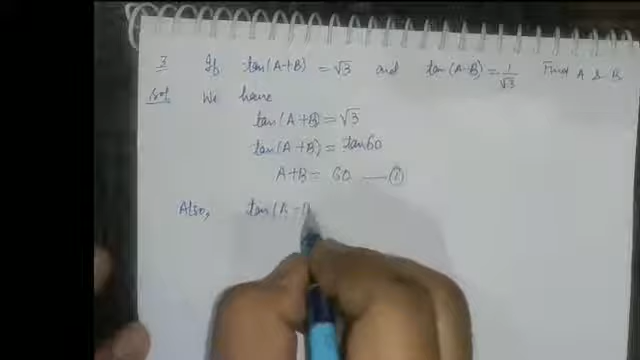 3 If tan(A+B) = √3 and tan(A-B) = 1/√3 Find A & B
Sol We have
tan(A+B) = √3
tan(A+B) = tan60
A+B = 60 — (i)
Also, tan(A-